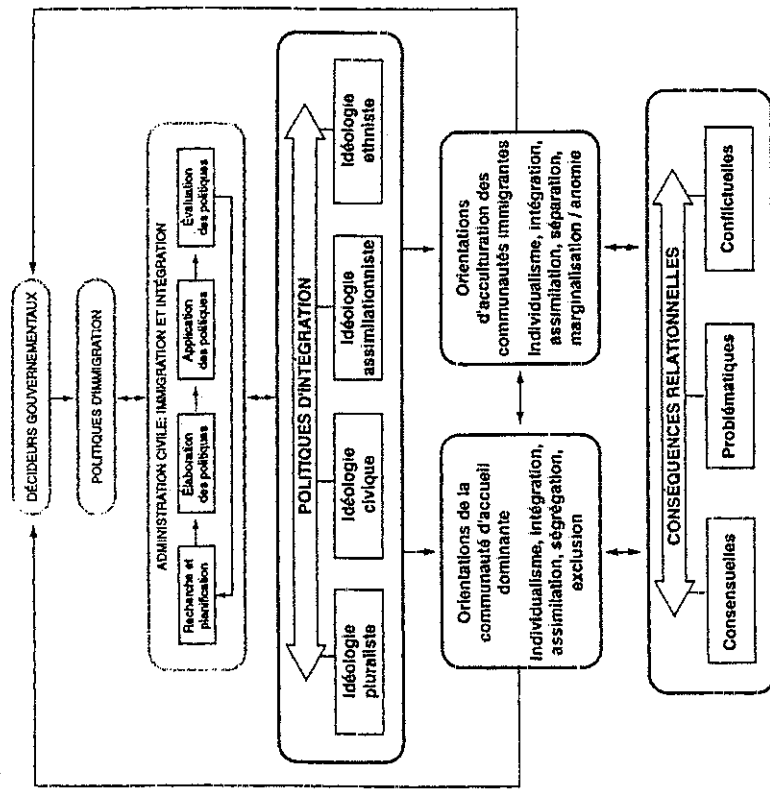 DÉCIDEURS GOUVERNEMENTAUX
POLITIQUES D'IMMIGRATION
ADMINISTRATION CIVILE: IMMIGRATION ET INTÉGRATION
Recherche et
planification
Élaboration
des politiques
Application
des politiques
Évaluation
des politiques
POLITIQUES D'INTÉGRATION
Idéologie
pluraliste
Idéologie
civique
Idéologie
assimilationniste
Idéologie
ethniste
Orientations de la
communauté d'accueil
dominante
Individualisme, intégration,
assimilation, ségrégation,
exclusion
Orientations
d'acculturation des
communautés immigrantes
Individualisme, intégration,
assimilation, séparation,
marginalisation / anomie
CONSÉQUENCES RELATIONNELLES
Consensuelles
Problématiques
Conflictuelles